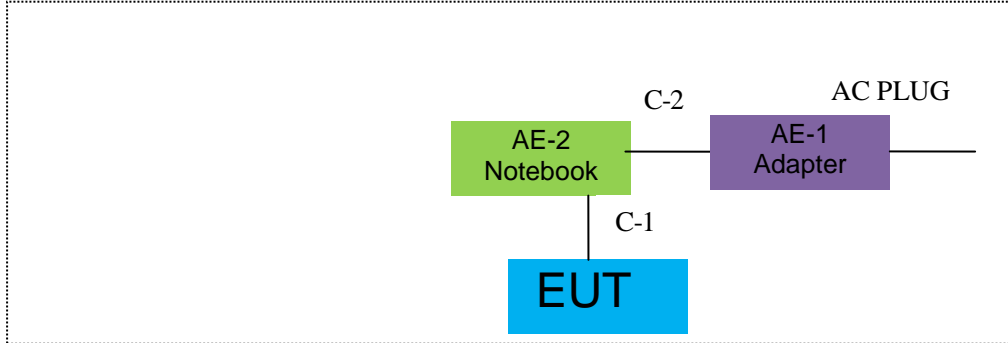 AC PLUG
C-2
AE-2
Notebook
AE-1
Adapter
C-1
EUT